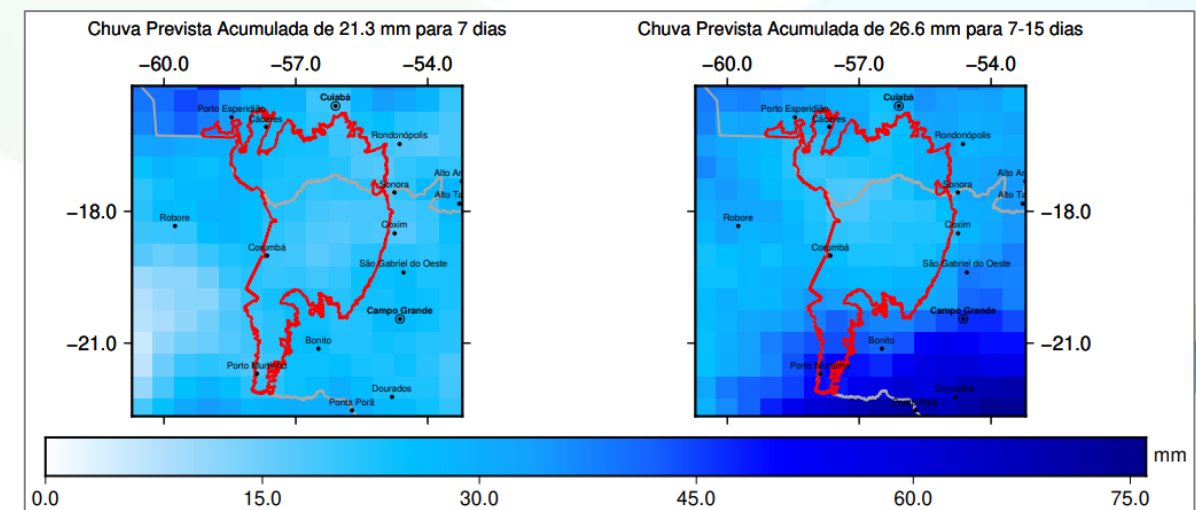 Chuva Prevista Acumulada de 21.3 mm para 7 dias
−60.0 −57.0 −54.0
Porto Esperidião
Cuiabá
Cáceres
Rondonópolis
Alto Ar
Sonora
Alto Ta
−18.0
Robore
Coxim
Corumbá
São Gabriel do Oeste
Campo Grande
−21.0
Bonito
Porto Murtinho
Dourados
Ponta Porã
Chuva Prevista Acumulada de 26.6 mm para 7-15 dias
−60.0 −57.0 −54.0
Porto Esperidião
Cuiabá
Cáceres
Rondonópolis
Alto Ar
Sonora
Alto Ta
−18.0
Robore
Coxim
Corumbá
São Gabriel do Oeste
Campo Grande
−21.0
Bonito
Porto Murtinho
Dourados
mm
0.0 15.0 30.0 45.0 60.0 75.0